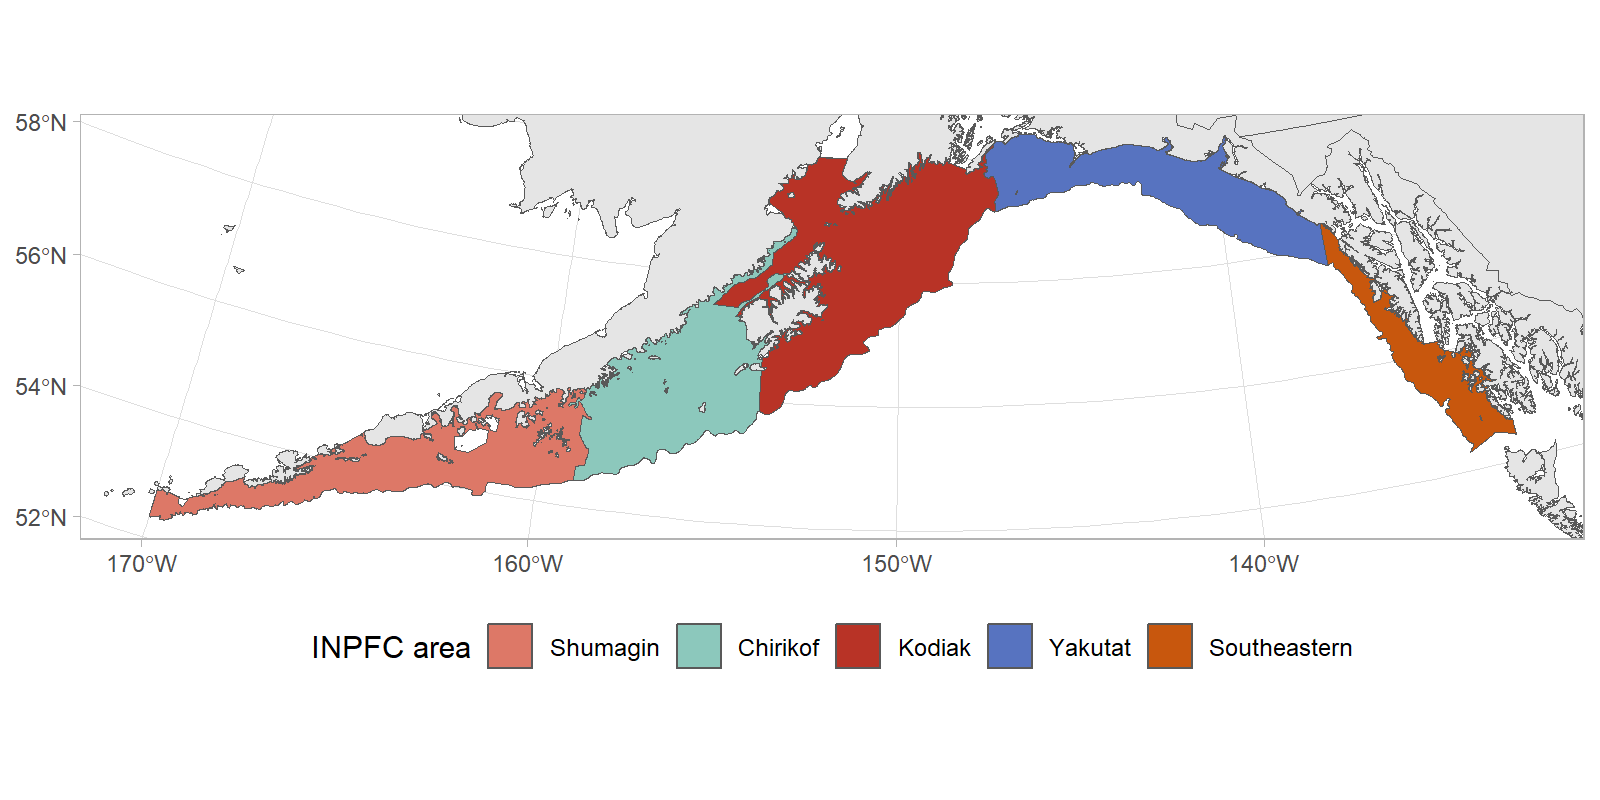 58°N
56°N
54°N
52°N
170°W 160°W 150°W 140°W
INPFC area Shumagin Chirikof Kodiak Yakutat Southeastern